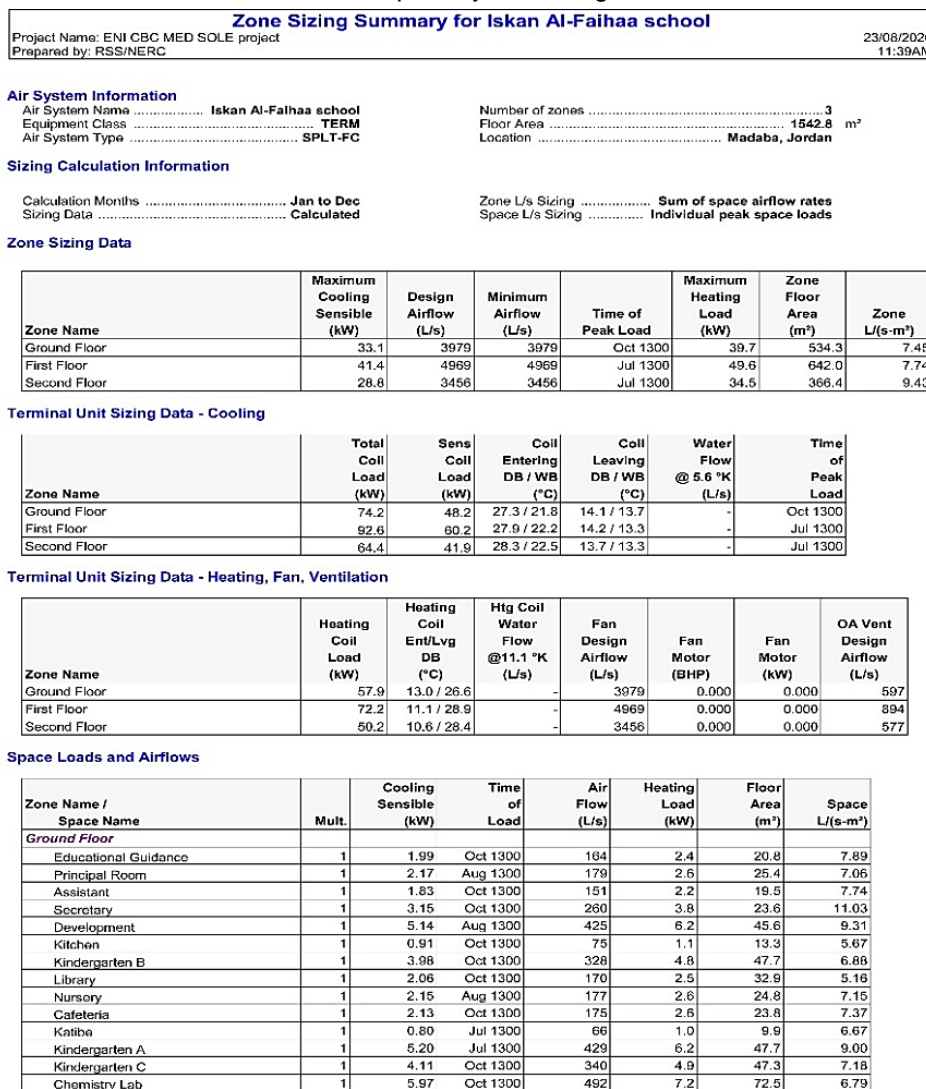 Zone Sizing Summary for Iskan Al-Faihaa school
Project Name: ENI CBC MED SOLE project 23/08/2020
Prepared by: RSS/NERC 11:39AM
Air System Information
Air System Name ................. Iskan Al-Faihaa school Number of zones ................. 3
Equipment Class ................. TERM Floor Area ................. 1542.8 m²
Air System Type ................. SPLT-FC Location ................. Madaba, Jordan
Sizing Calculation Information
Calculation Months ................. Jan to Dec Zone L/s Sizing ................. Sum of space airflow rates
Sizing Data ................. Calculated Space L/s Sizing ............. Individual peak space loads
Zone Sizing Data
Maximum Maximum Zone
Cooling Design Minimum Heating Floor
Sensible Airflow Airflow Time of Load Area Zone
Zone Name (kW) (L/s) (L/s) Peak Load (kW) (m²) L/(s-m²)
Ground Floor 33.1 3979 3979 Oct 1300 39.7 534.3 7.45
First Floor 41.4 4969 4969 Jul 1300 49.6 642.0 7.74
Second Floor 28.8 3456 3456 Jul 1300 34.5 366.4 9.43
Terminal Unit Sizing Data - Cooling
Total Sens Coil Coil Water Time
Coil Coil Entering Leaving Flow of
Load Load DB / WB DB / WB @ 5.6 °K Peak
Zone Name (kW) (kW) (°C) (°C) (L/s) Load
Ground Floor 74.2 48.2 27.3 / 21.8 14.1 / 13.7 - Oct 1300
First Floor 92.6 60.2 27.9 / 22.2 14.2 / 13.3 - Jul 1300
Second Floor 64.4 41.9 28.3 / 22.5 13.7 / 13.3 - Jul 1300
Terminal Unit Sizing Data - Heating, Fan, Ventilation
Heating Htg Coil
Heating Coil Water Fan OA Vent
Coil Ent/Lvg Flow Design Fan Fan Design
Load DB @11.1 °K Airflow Motor Motor Airflow
Zone Name (kW) (°C) (L/s) (L/s) (BHP) (kW) (L/s)
Ground Floor 57.9 13.0 / 26.6 - 3979 0.000 0.000 597
First Floor 72.2 11.1 / 28.9 - 4969 0.000 0.000 894
Second Floor 50.2 10.6 / 28.4 - 3456 0.000 0.000 577
Space Loads and Airflows
Cooling Time Air Heating Floor
Zone Name / Sensible of Flow Load Area Space
Space Name Mult. (kW) Load (L/s) (kW) (m²) L/(s-m²)
Ground Floor
Educational Guidance 1 1.99 Oct 1300 164 2.4 20.8 7.89
Principal Room 1 2.17 Aug 1300 179 2.6 25.4 7.06
Assistant 1 1.83 Oct 1300 151 2.2 19.5 7.74
Secretary 1 3.15 Oct 1300 260 3.8 23.6 11.03
Development 1 5.14 Aug 1300 425 6.2 45.6 9.31
Kitchen 1 0.91 Oct 1300 75 1.1 13.3 5.67
Kindergarten B 1 3.98 Oct 1300 328 4.8 47.7 6.88
Library 1 2.06 Oct 1300 170 2.5 32.9 5.16
Nursery 1 2.15 Aug 1300 177 2.6 24.8 7.15
Cafeteria 1 2.13 Oct 1300 175 2.6 23.8 7.37
Katibe 1 0.80 Jul 1300 66 1.0 9.9 6.67
Kindergarten A 1 5.20 Jul 1300 429 6.2 47.7 9.00
Kindergarten C 1 4.11 Oct 1300 340 4.9 47.3 7.18
Chemistry Lab 1 5.97 Oct 1300 492 7.2 72.5 6.79